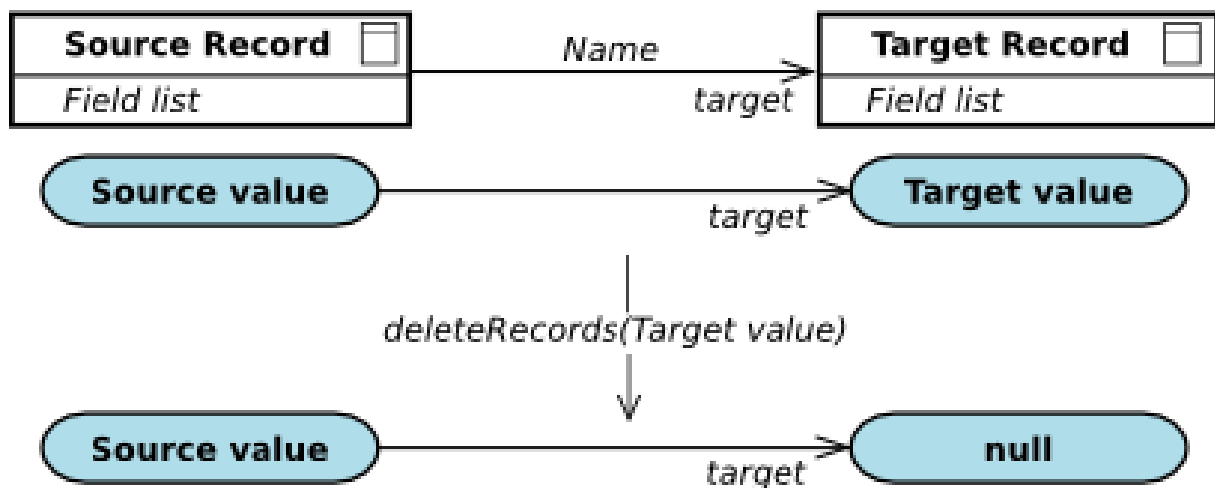 Source Record
Name
Target Record
Field list
target
Field list
Source value
target
Target value
deleteRecords(Target value)
Source value
target
null